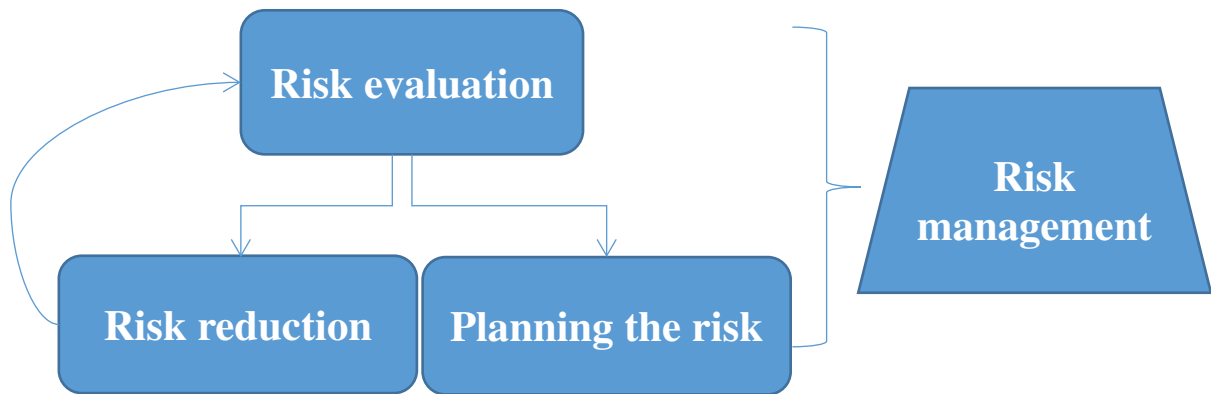 Risk evaluation
Risk
management
Risk reduction
Planning the risk